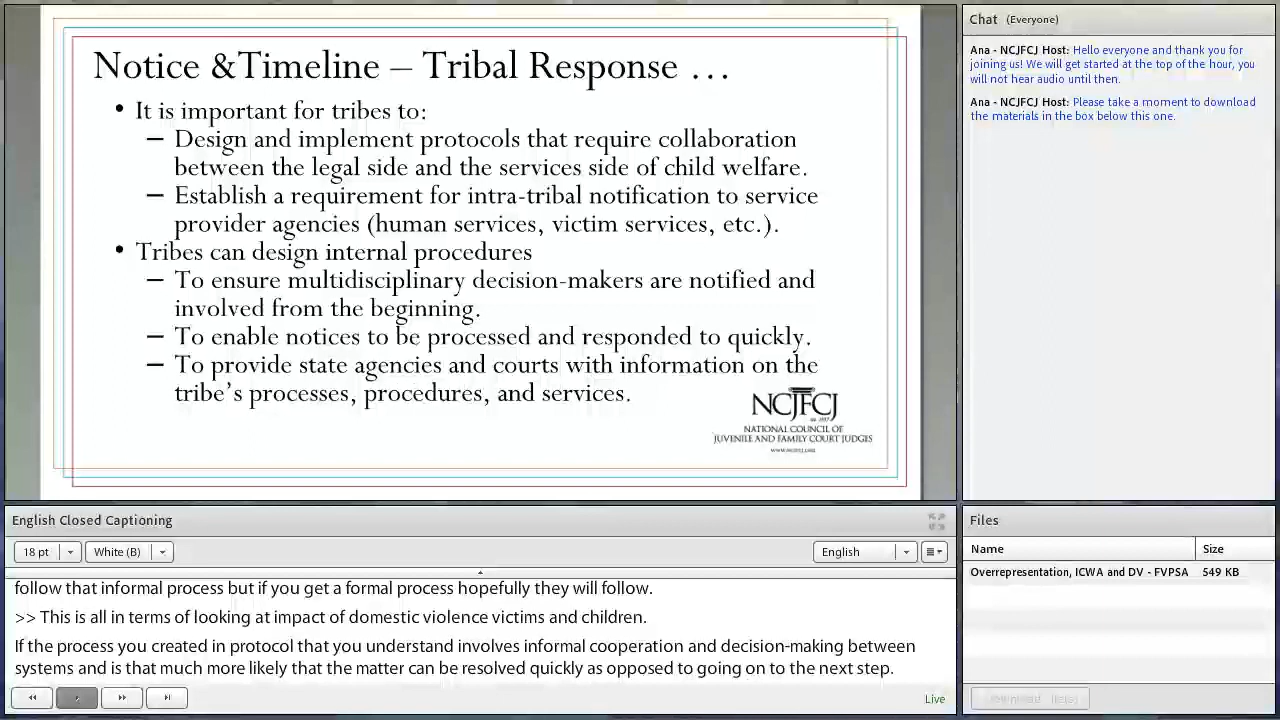 Notice &Timeline – Tribal Response …
• It is important for tribes to:
– Design and implement protocols that require collaboration
between the legal side and the services side of child welfare.
– Establish a requirement for intra-tribal notification to service
provider agencies (human services, victim services, etc.).
• Tribes can design internal procedures
– To ensure multidisciplinary decision-makers are notified and
involved from the beginning.
– To enable notices to be processed and responded to quickly.
– To provide state agencies and courts with information on the
tribe's processes, procedures, and services.
NCJFCJ
NATIONAL COUNCIL OF
JUVENILE AND FAMILY COURT JUDGES
Chat (Everyone)
Ana - NCJFCJ Host: Hello everyone and thank you for
joining us! We will get started at the top of the hour, you
will not hear audio until then.
Ana - NCJFCJ Host: Please take a moment to download
the materials in the box below this one.
English Closed Captioning
18 pt White (B) English
follow that informal process but if you get a formal process hopefully they will follow.
>> This is all in terms of looking at impact of domestic violence victims and children.
If the process you created in protocol that you understand involves informal cooperation and decision-making between
systems and is that much more likely that the matter can be resolved quickly as opposed to going on to the next step.
Live
Files
Name Size
Overrepresentation, ICWA and DV - FVPSA 549 KB